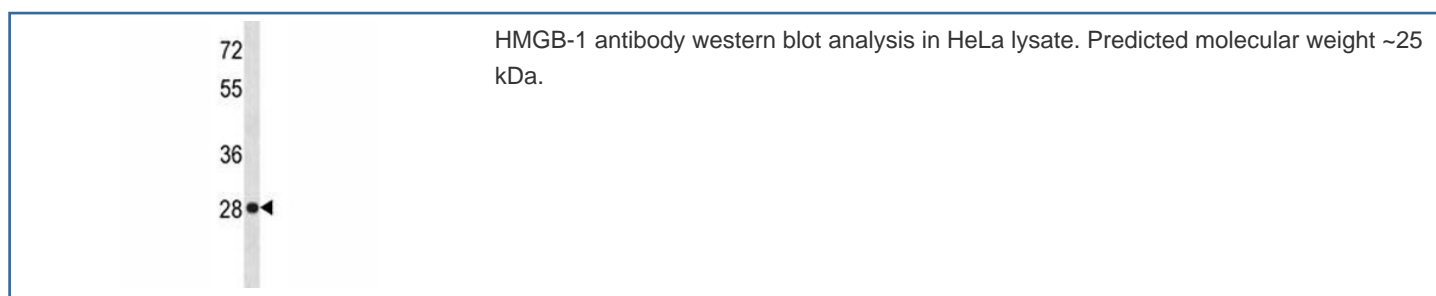 72
55
36
28
HMGB-1 antibody western blot analysis in HeLa lysate. Predicted molecular weight ~25
kDa.